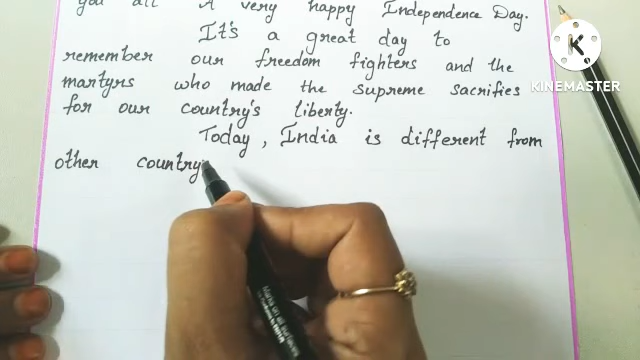 you all A very happy Independence Day.
It's a great day to
remember our freedom fighters and the
martyrs who made the supreme sacrifies
for our country's liberty.
Today, India is different from
other country
K
KINEMASTER